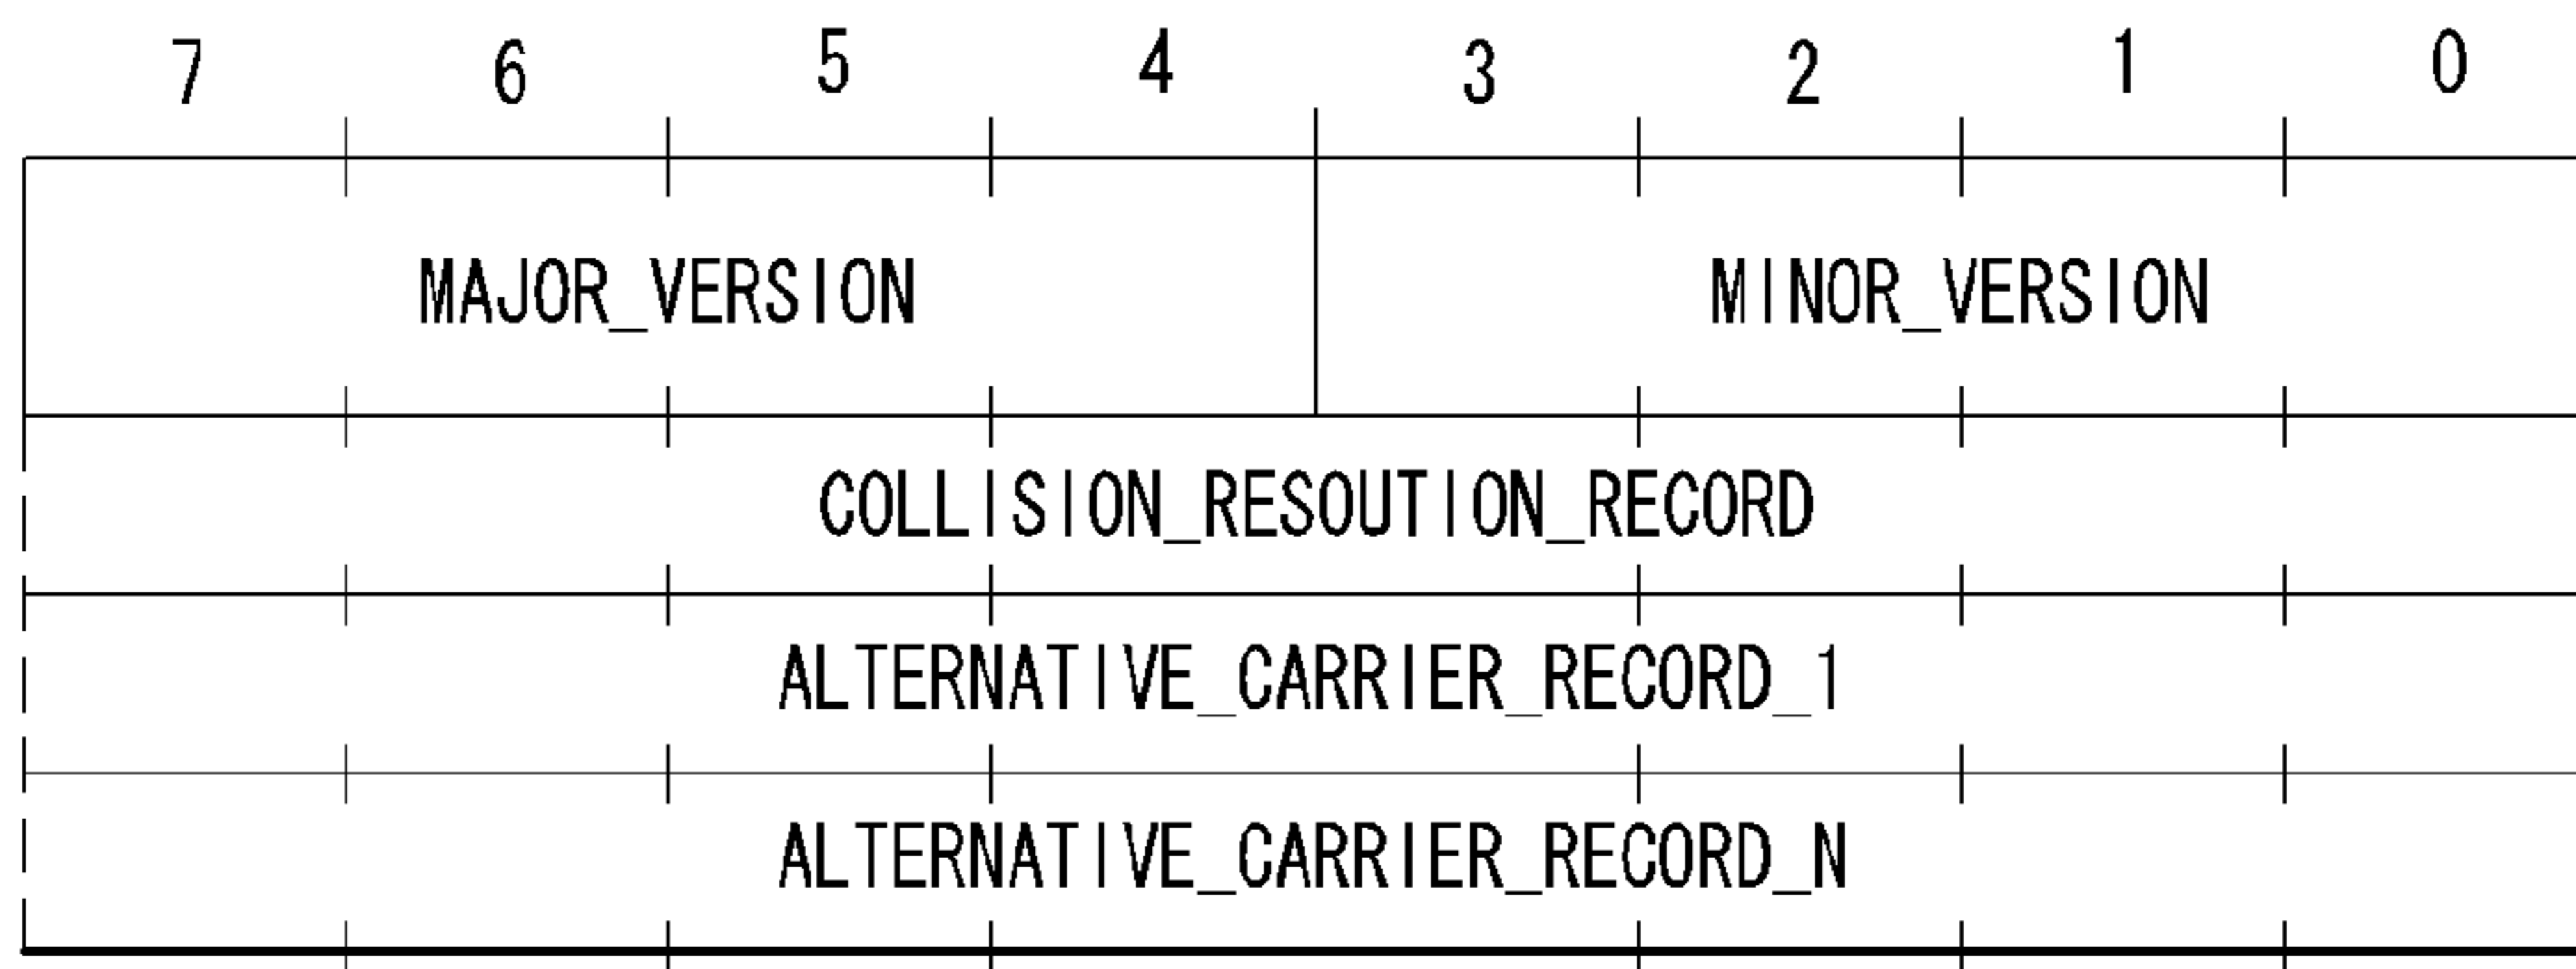 7 6 5 4 3 2 1 0
MAJOR_VERSION MINOR_VERSION
COLLISION_RESOUTION_RECORD
ALTERNATIVE_CARRIER_RECORD_1
ALTERNATIVE_CARRIER_RECORD_N